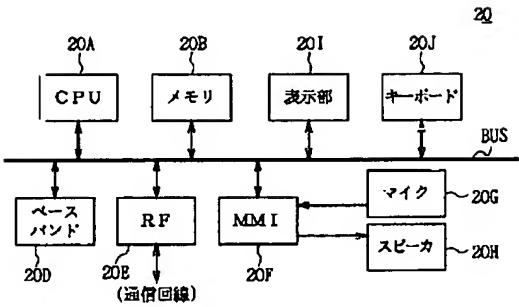 20
20A
20B
20I
20J
CPU
メモリ
表示部
キーボード
BUS
ベース
バンド
RF
MMI
マイク
20G
スピーカ
20H
20D
20E
20F
(通信回線)